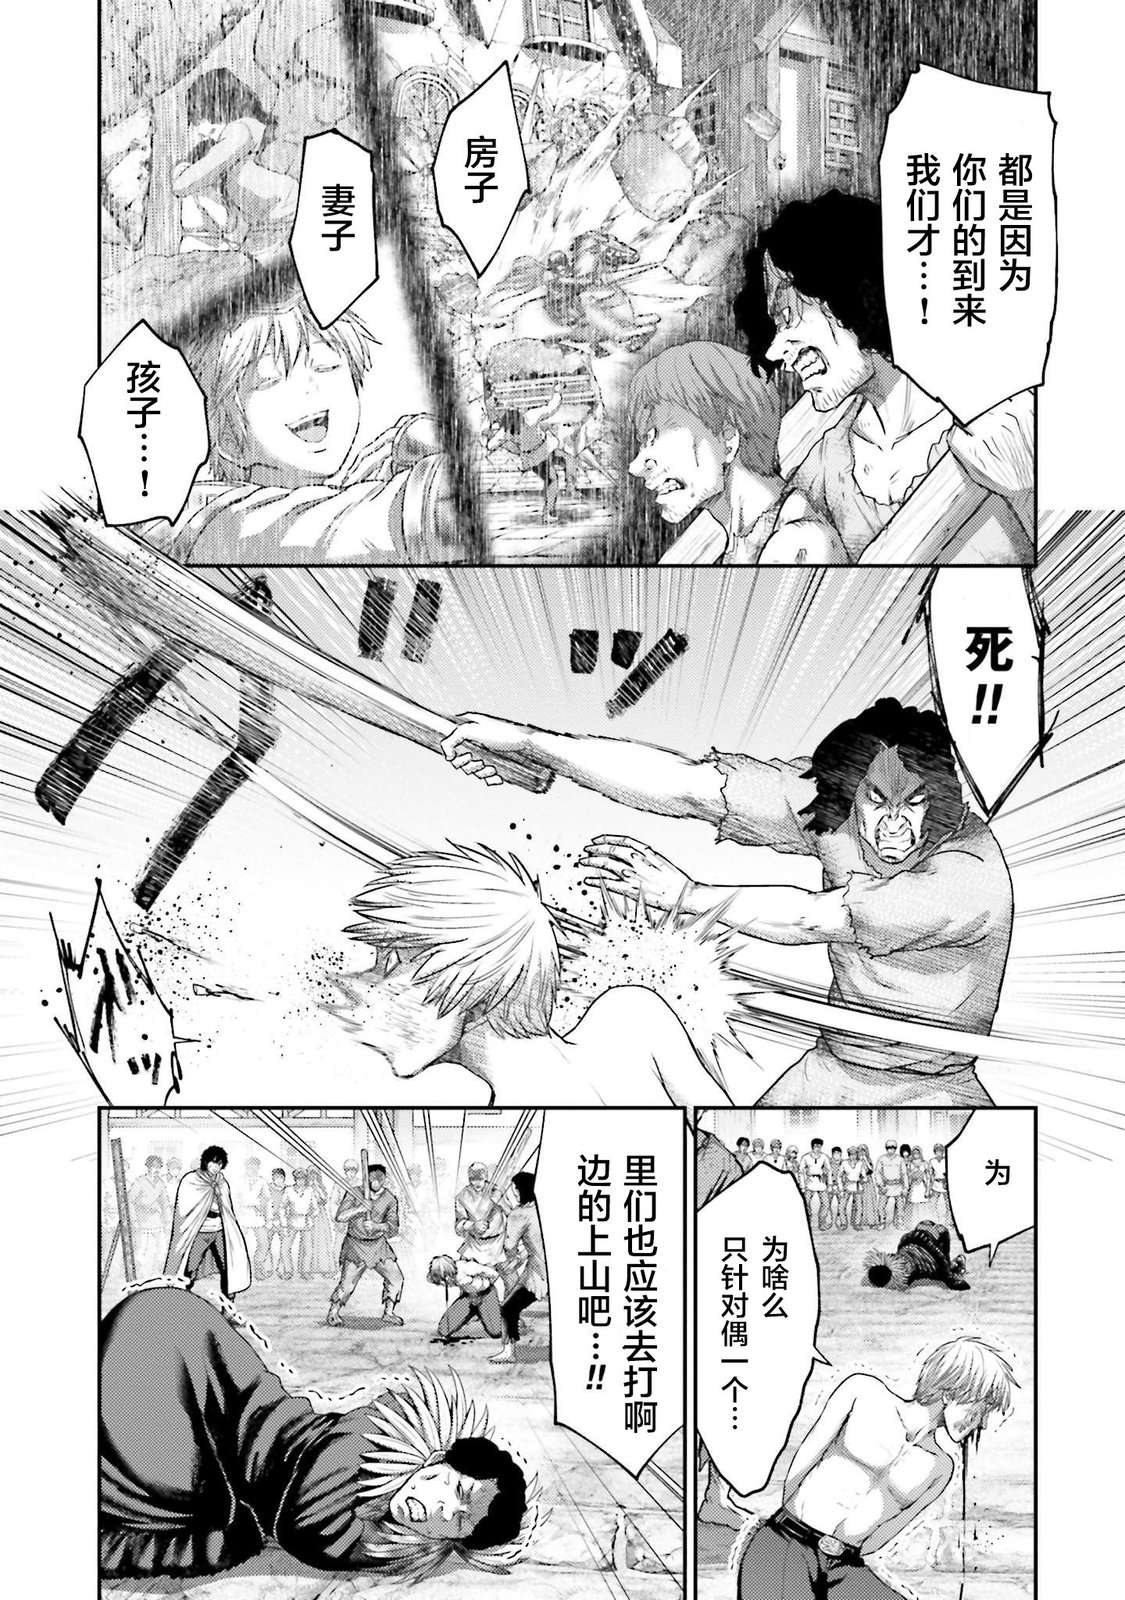 都是因为
你们的到来
我们才…！
房子
妻子
孩子…！
死!!
为
为啥么
只针对偶一个…
里们也应该去打啊
边的上山吧…!!